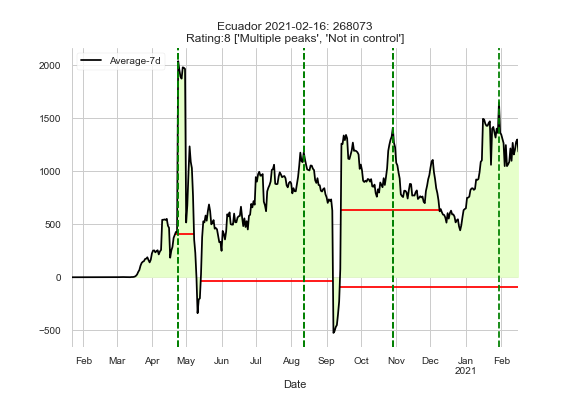 Ecuador 2021-02-16: 268073
Rating:8 ['Multiple peaks', 'Not in control']
Average-7d
2000
1500
1000
500
0
−500
Feb Mar Apr May Jun Jul Aug Sep Oct Nov Dec Jan Feb
2021
Date